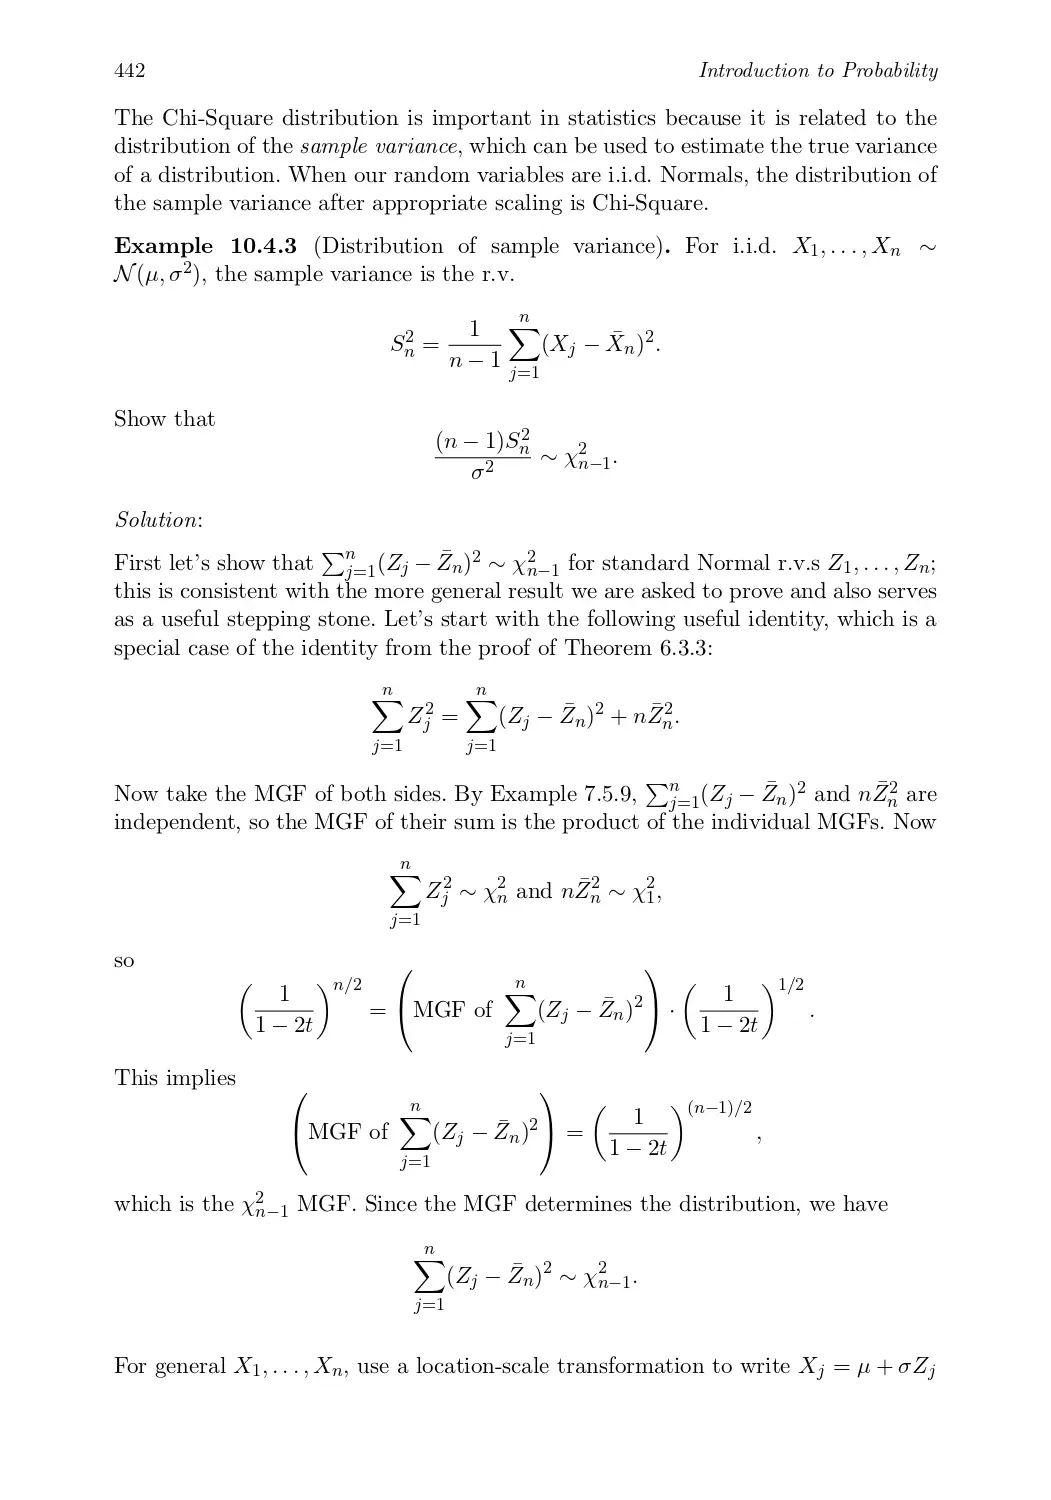 442 Introduction to Probability
The Chi-Square distribution is important in statistics because it is related to the
distribution of the sample variance, which can be used to estimate the true variance
of a distribution. When our random variables are i.i.d. Normals, the distribution of
the sample variance after appropriate scaling is Chi-Square.
Example 10.4.3 (Distribution of sample variance). For i.i.d. $X_1, \ldots, X_n \sim$
$\mathcal{N}(\mu, \sigma^2)$, the sample variance is the r.v.
$$S_n^2 = \frac{1}{n-1} \sum_{j=1}^{n} (X_j - \bar{X}_n)^2.$$
Show that
$$\frac{(n-1)S_n^2}{\sigma^2} \sim \chi_{n-1}^2.$$
Solution:
First let's show that $\sum_{j=1}^{n}(Z_j - \bar{Z}_n)^2 \sim \chi_{n-1}^2$ for standard Normal r.v.s $Z_1, \ldots, Z_n$;
this is consistent with the more general result we are asked to prove and also serves
as a useful stepping stone. Let's start with the following useful identity, which is a
special case of the identity from the proof of Theorem 6.3.3:
$$\sum_{j=1}^{n} Z_j^2 = \sum_{j=1}^{n} (Z_j - \bar{Z}_n)^2 + n\bar{Z}_n^2.$$
Now take the MGF of both sides. By Example 7.5.9, $\sum_{j=1}^{n}(Z_j - \bar{Z}_n)^2$ and $n\bar{Z}_n^2$ are
independent, so the MGF of their sum is the product of the individual MGFs. Now
$$\sum_{j=1}^{n} Z_j^2 \sim \chi_n^2 \text{ and } n\bar{Z}_n^2 \sim \chi_1^2,$$
so
$$\left(\frac{1}{1-2t}\right)^{n/2} = \left(\text{MGF of } \sum_{j=1}^{n} (Z_j - \bar{Z}_n)^2\right) \cdot \left(\frac{1}{1-2t}\right)^{1/2}.$$
This implies
$$\left(\text{MGF of } \sum_{j=1}^{n} (Z_j - \bar{Z}_n)^2\right) = \left(\frac{1}{1-2t}\right)^{(n-1)/2},$$
which is the $\chi_{n-1}^2$ MGF. Since the MGF determines the distribution, we have
$$\sum_{j=1}^{n} (Z_j - \bar{Z}_n)^2 \sim \chi_{n-1}^2.$$
For general $X_1, \ldots, X_n$, use a location-scale transformation to write $X_j = \mu + \sigma Z_j$